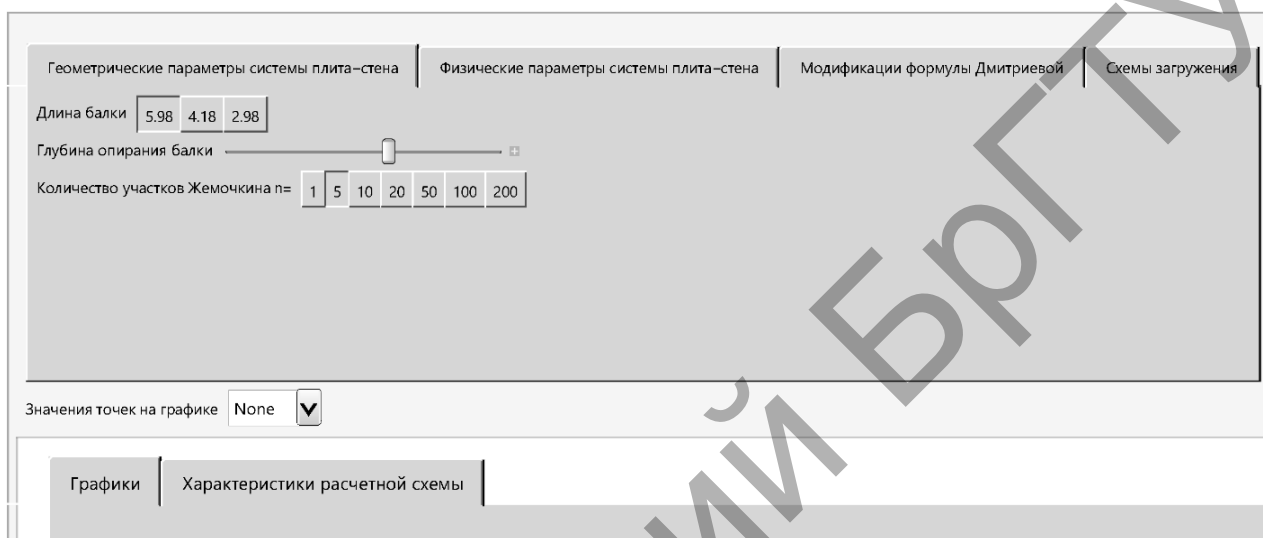 Геометрические параметры системы плита–стена Физические параметры системы плита–стена Модификации формулы Дмитриевой Схемы загружения
Длина балки 5.98 4.18 2.98
Глубина опирания балки
Количество участков Жемочкина n= 1 5 10 20 50 100 200
Значения точек на графике None
Графики Характеристики расчетной схемы
БрГТУ